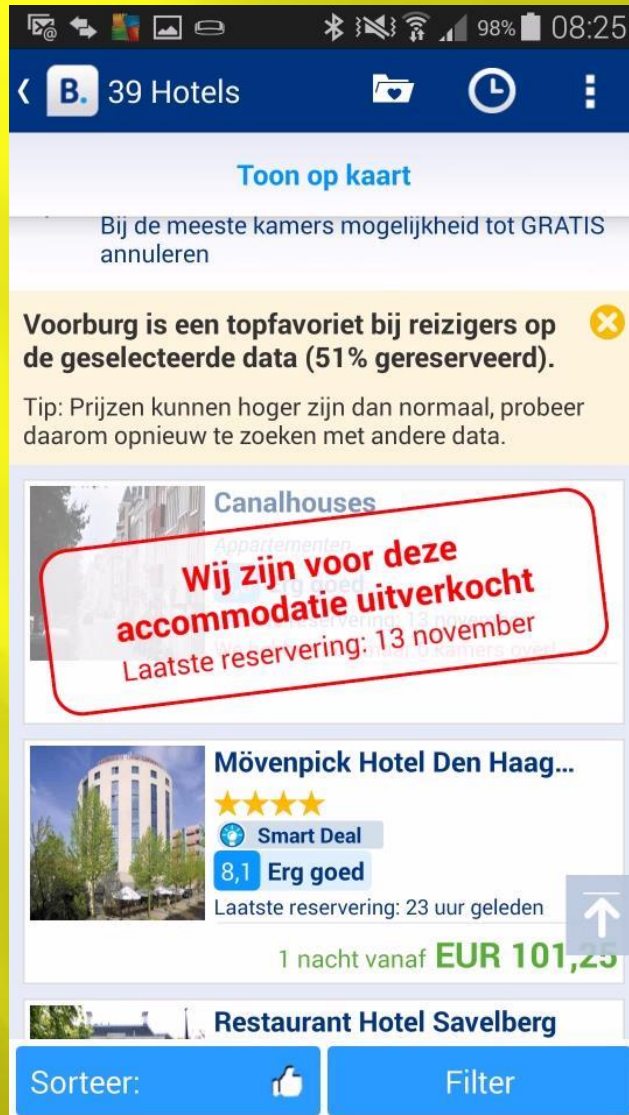 98% 08:25
B. 39 Hotels
Toon op kaart
Bij de meeste kamers mogelijkheid tot GRATIS
annuleren
Voorburg is een topfavoriet bij reizigers op
de geselecteerde data (51% gereserveerd).
Tip: Prijzen kunnen hoger zijn dan normaal, probeer
daarom opnieuw te zoeken met andere data.
Canalhouses
Appartementen
Erg goed
Wij zijn voor deze
accommodatie uitverkocht
Laatste reservering: 13 november
Mövenpick Hotel Den Haag...
Smart Deal
8,1 Erg goed
Laatste reservering: 23 uur geleden
1 nacht vanaf EUR 101,25
Restaurant Hotel Savelberg
Sorteer:
Filter